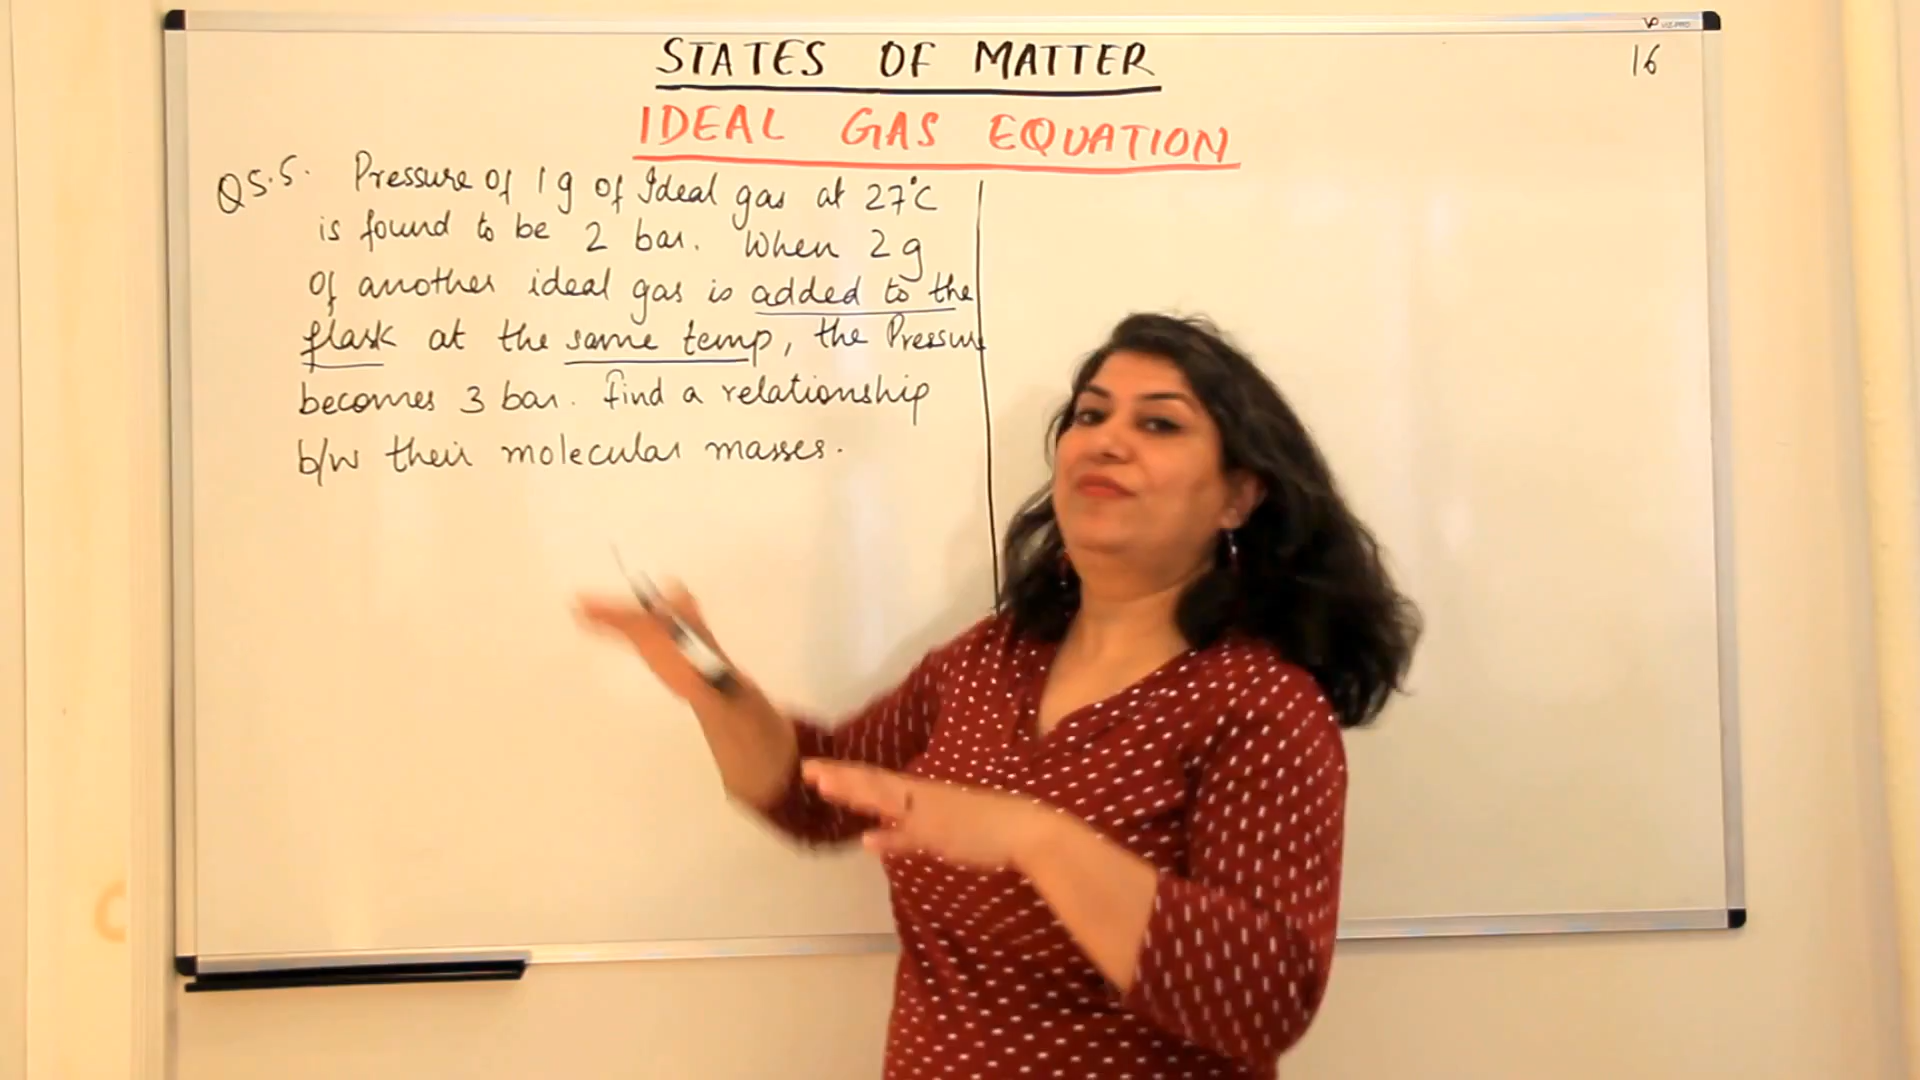 STATES OF MATTER
16
IDEAL GAS EQUATION
Q5.5. Pressure of 1g of Ideal gas at 27°C
is found to be 2 bar. When 2g
Of another ideal gas is added to the
flask at the same temp, the Pressure
becomes 3 bar. find a relationship
b/w their molecular masses.